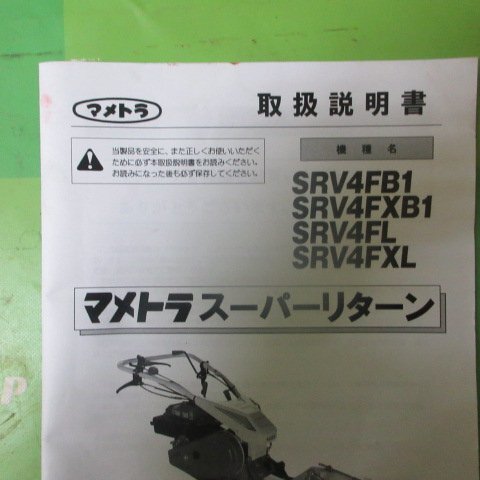 マメトラ
取扱説明書
当製品を安全に、また正しくお使いいただく
ために必ず本取扱説明書をお読みください。
お読みになった後も必ず保存してください。
機種名
SRV4FB1
SRV4FXB1
SRV4FL
SRV4FXL
マメトラ スーパーリターン
P